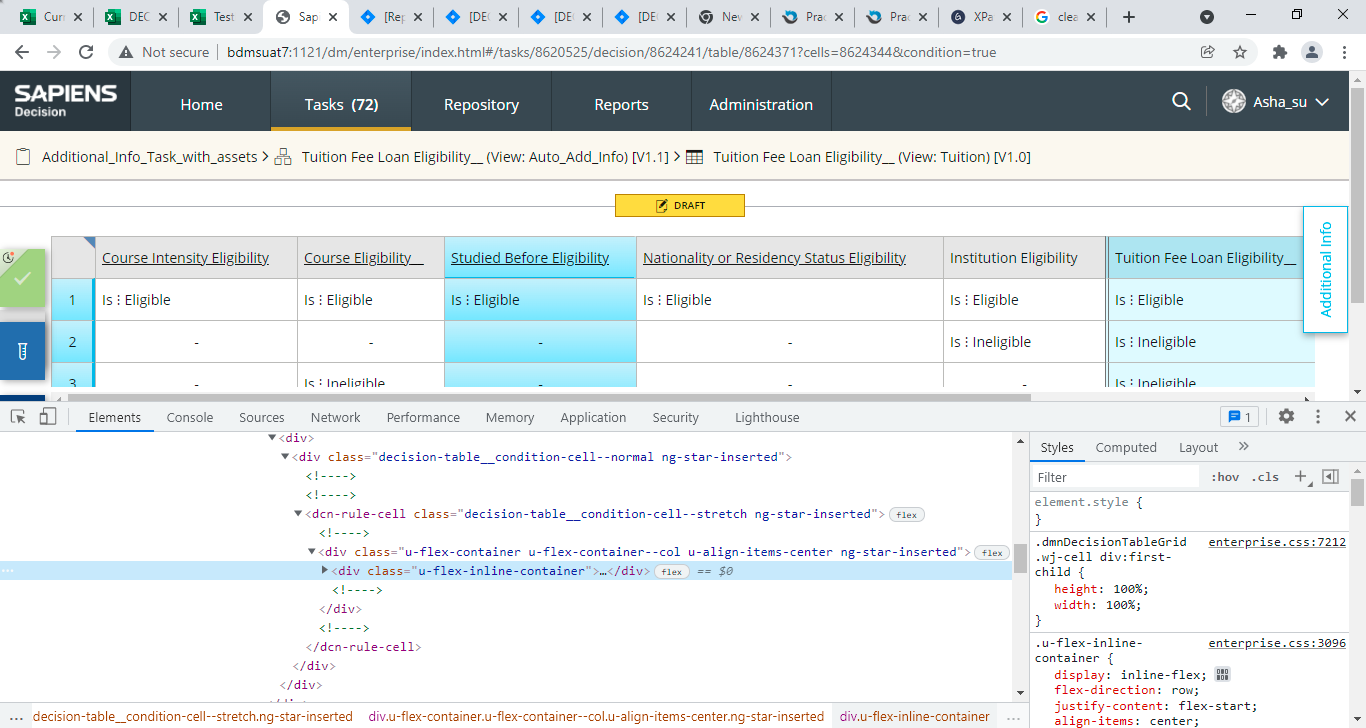 Curr DEC Test Sap [Rep [DE( [DE( [DE( Nev Prac Prac XPa clea
Not secure bdmsuat7:1121/dm/enterprise/index.html#/tasks/8620525/decision/8624241/table/8624371?cells=8624344&condition=true
SAPIENS
Decision
Home Tasks (72) Repository Reports Administration Asha_su
Additional_Info_Task_with_assets > Tuition Fee Loan Eligibility__ (View: Auto_Add_Info) [V1.1] > Tuition Fee Loan Eligibility__ (View: Tuition) [V1.0]
DRAFT
Additional Info
Course Intensity Eligibility Course Eligibility__ Studied Before Eligibility Nationality or Residency Status Eligibility Institution Eligibility Tuition Fee Loan Eligibility__
1 Is ⋮ Eligible Is ⋮ Eligible Is ⋮ Eligible Is ⋮ Eligible Is ⋮ Eligible Is ⋮ Eligible
2 - - - - Is ⋮ Ineligible Is ⋮ Ineligible
3 - Is ⋮ Ineligible - - - Is ⋮ Ineligible
Elements Console Sources Network Performance Memory Application Security Lighthouse 1
▼<div>
▼<div class="decision-table__condition-cell--normal ng-star-inserted">
<!---->
<!---->
▼<dcn-rule-cell class="decision-table__condition-cell--stretch ng-star-inserted"> flex
<!---->
▼<div class="u-flex-container u-flex-container--col u-align-items-center ng-star-inserted"> flex
… ▶<div class="u-flex-inline-container">…</div> flex == $0
<!---->
</div>
<!---->
</dcn-rule-cell>
</div>
</div>
... decision-table__condition-cell--stretch.ng-star-inserted div.u-flex-container.u-flex-container--col.u-align-items-center.ng-star-inserted div.u-flex-inline-container ...
Styles Computed Layout »
Filter :hov .cls +
element.style {
}
.dmnDecisionTableGrid enterprise.css:7212
.wj-cell div:first-
child {
height: 100%;
width: 100%;
}
.u-flex-inline- enterprise.css:3096
container {
display: inline-flex;
flex-direction: row;
justify-content: flex-start;
align-items: center;